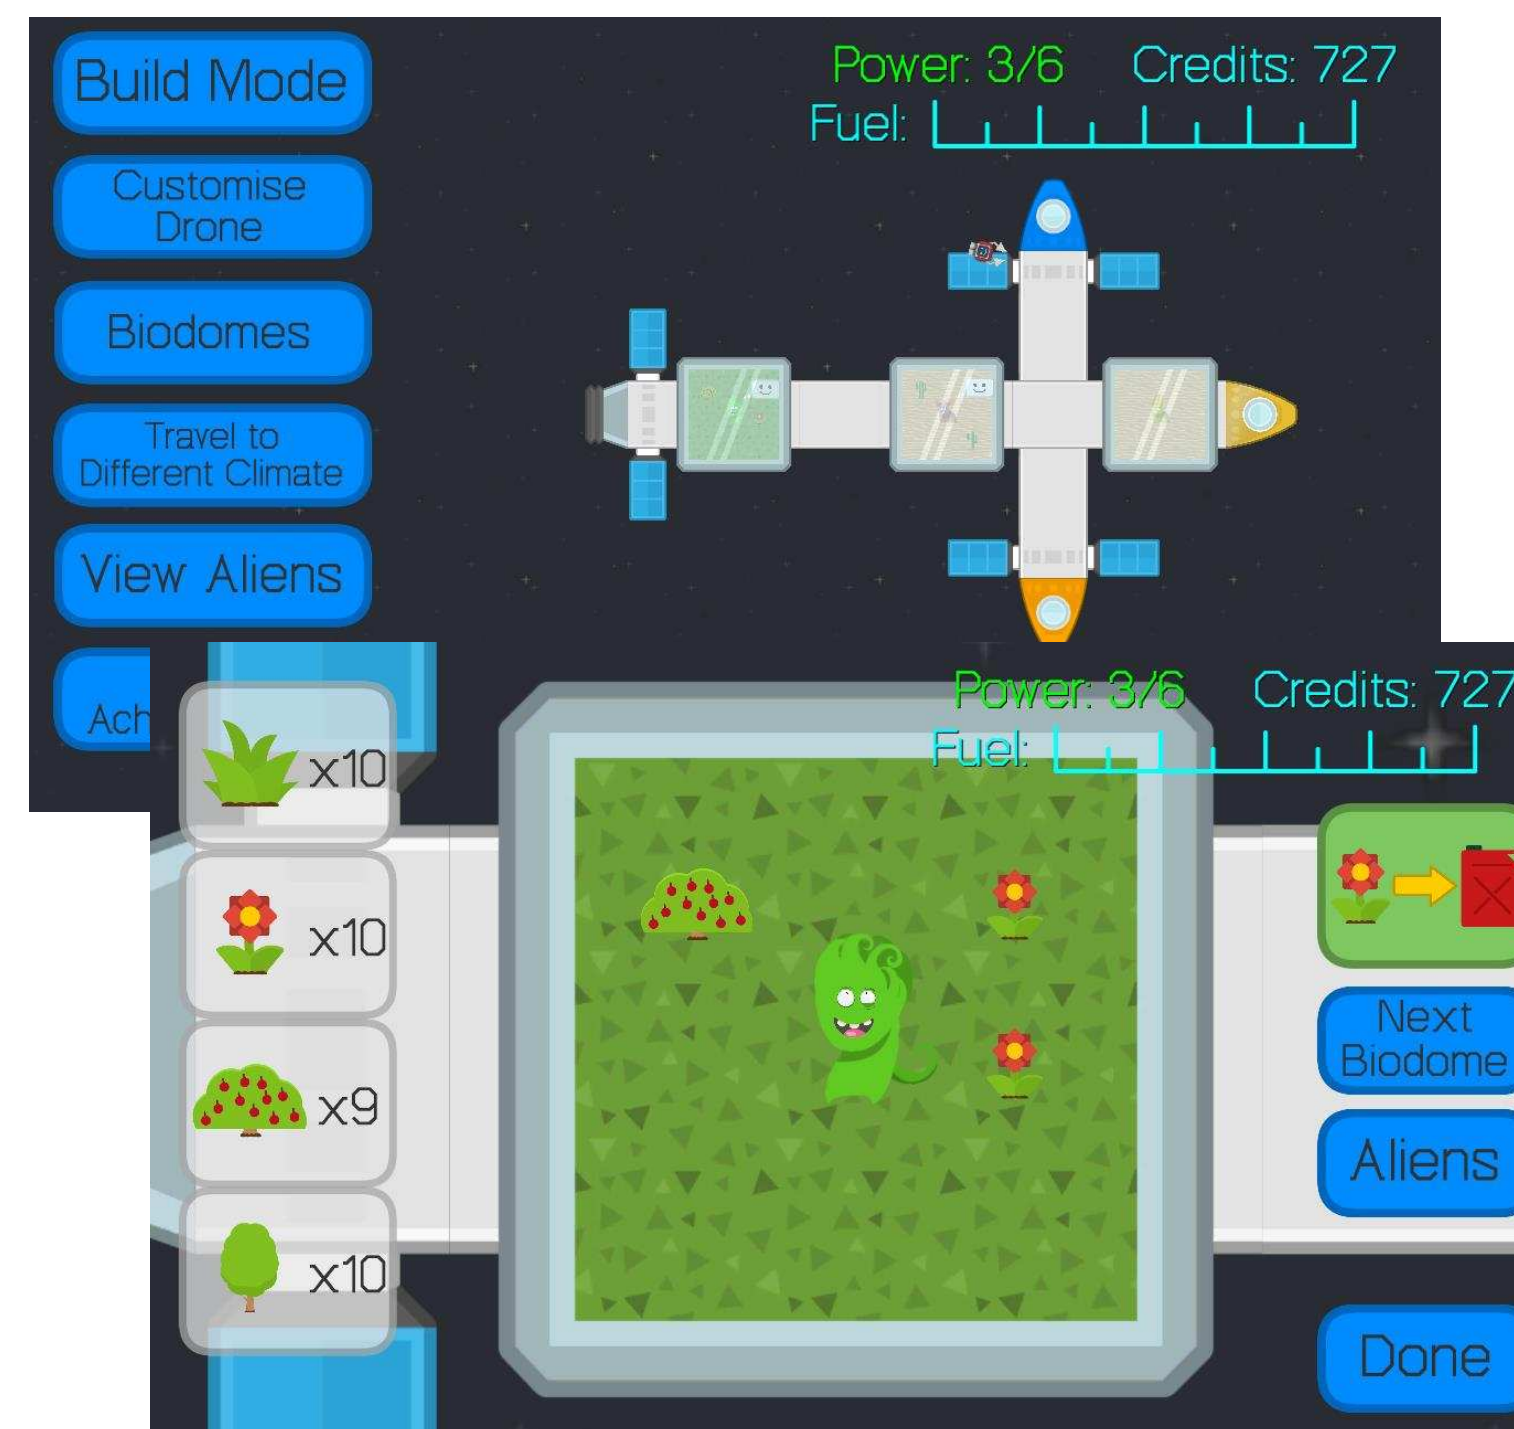 Build Mode
Power: 3/6 Credits: 727
Fuel:
Customise
Drone
Biodomes
Travel to
Different Climate
View Aliens
Ach
Power: 3/6 Credits: 727
Fuel:
x10
x10
x9
x10
Next
Biodome
Aliens
Done